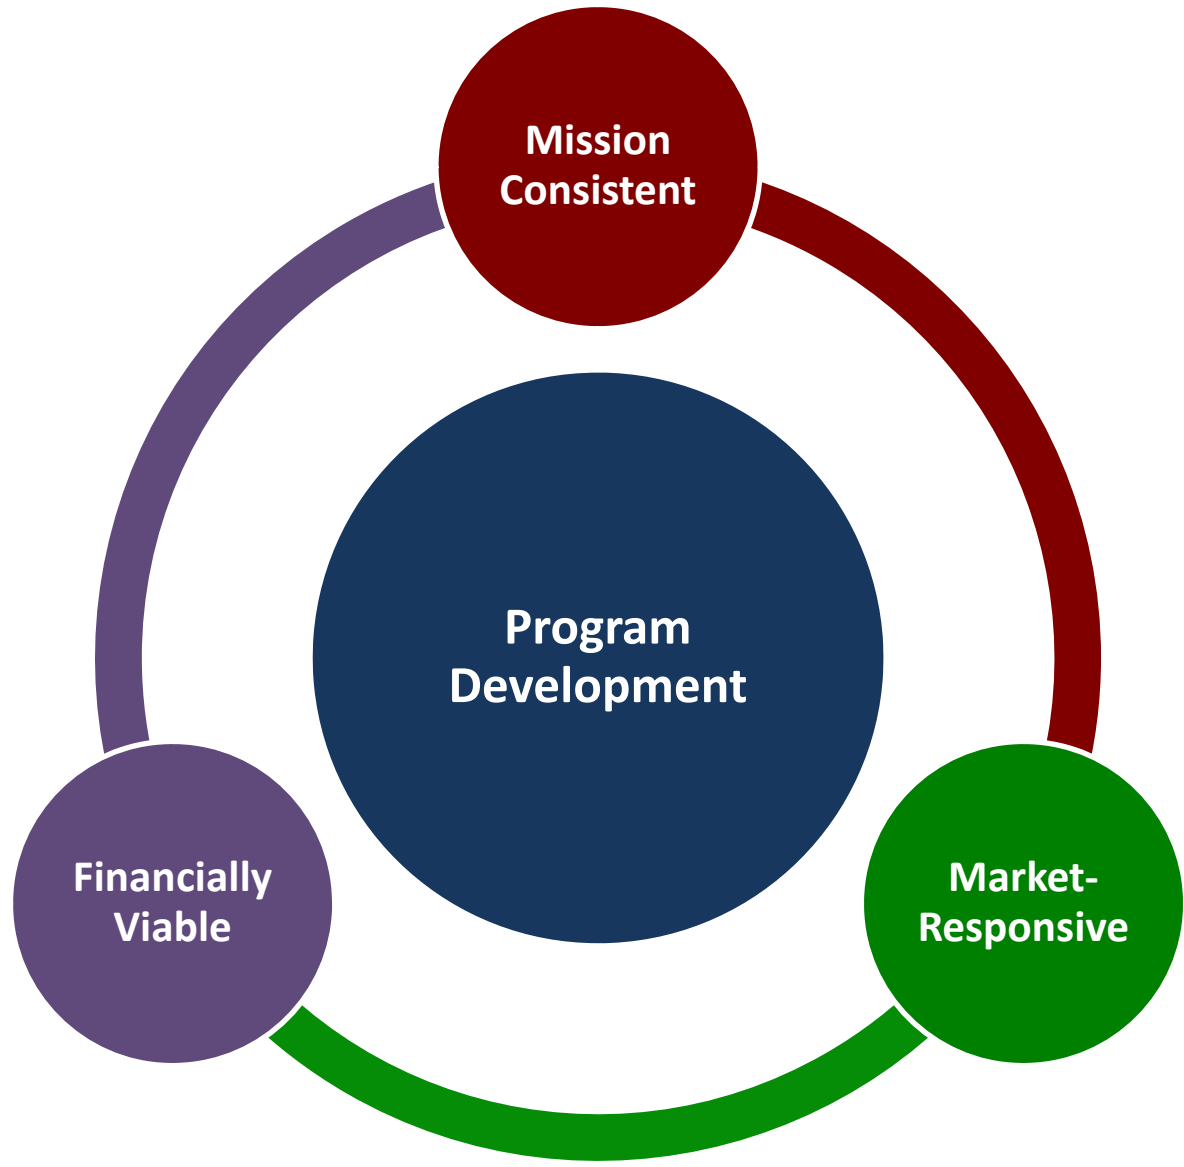 Mission
Consistent
Program
Development
Financially
Viable
Market-
Responsive